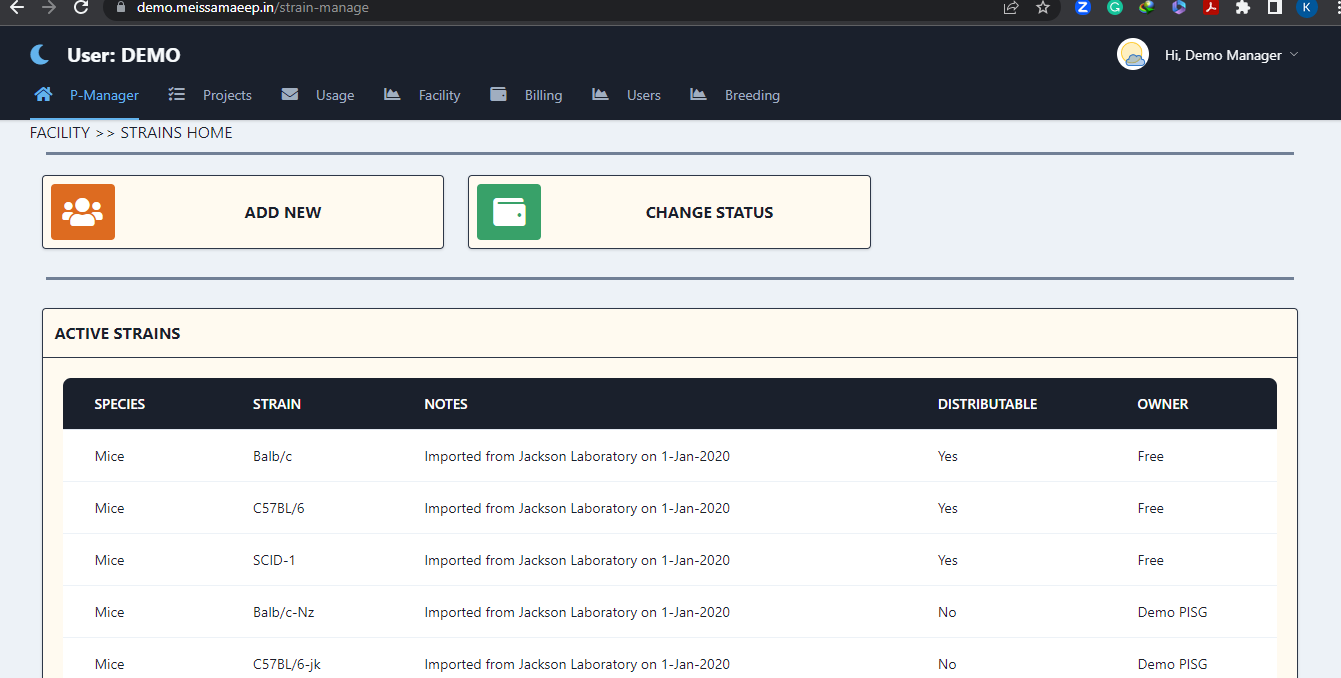 demo.meissamaeep.in/strain-manage
K
User: DEMO
Hi, Demo Manager
P-Manager Projects Usage Facility Billing Users Breeding
FACILITY >> STRAINS HOME
ADD NEW CHANGE STATUS
ACTIVE STRAINS
SPECIES STRAIN NOTES DISTRIBUTABLE OWNER
Mice Balb/c Imported from Jackson Laboratory on 1-Jan-2020 Yes Free
Mice C57BL/6 Imported from Jackson Laboratory on 1-Jan-2020 Yes Free
Mice SCID-1 Imported from Jackson Laboratory on 1-Jan-2020 Yes Free
Mice Balb/c-Nz Imported from Jackson Laboratory on 1-Jan-2020 No Demo PISG
Mice C57BL/6-jk Imported from Jackson Laboratory on 1-Jan-2020 No Demo PISG